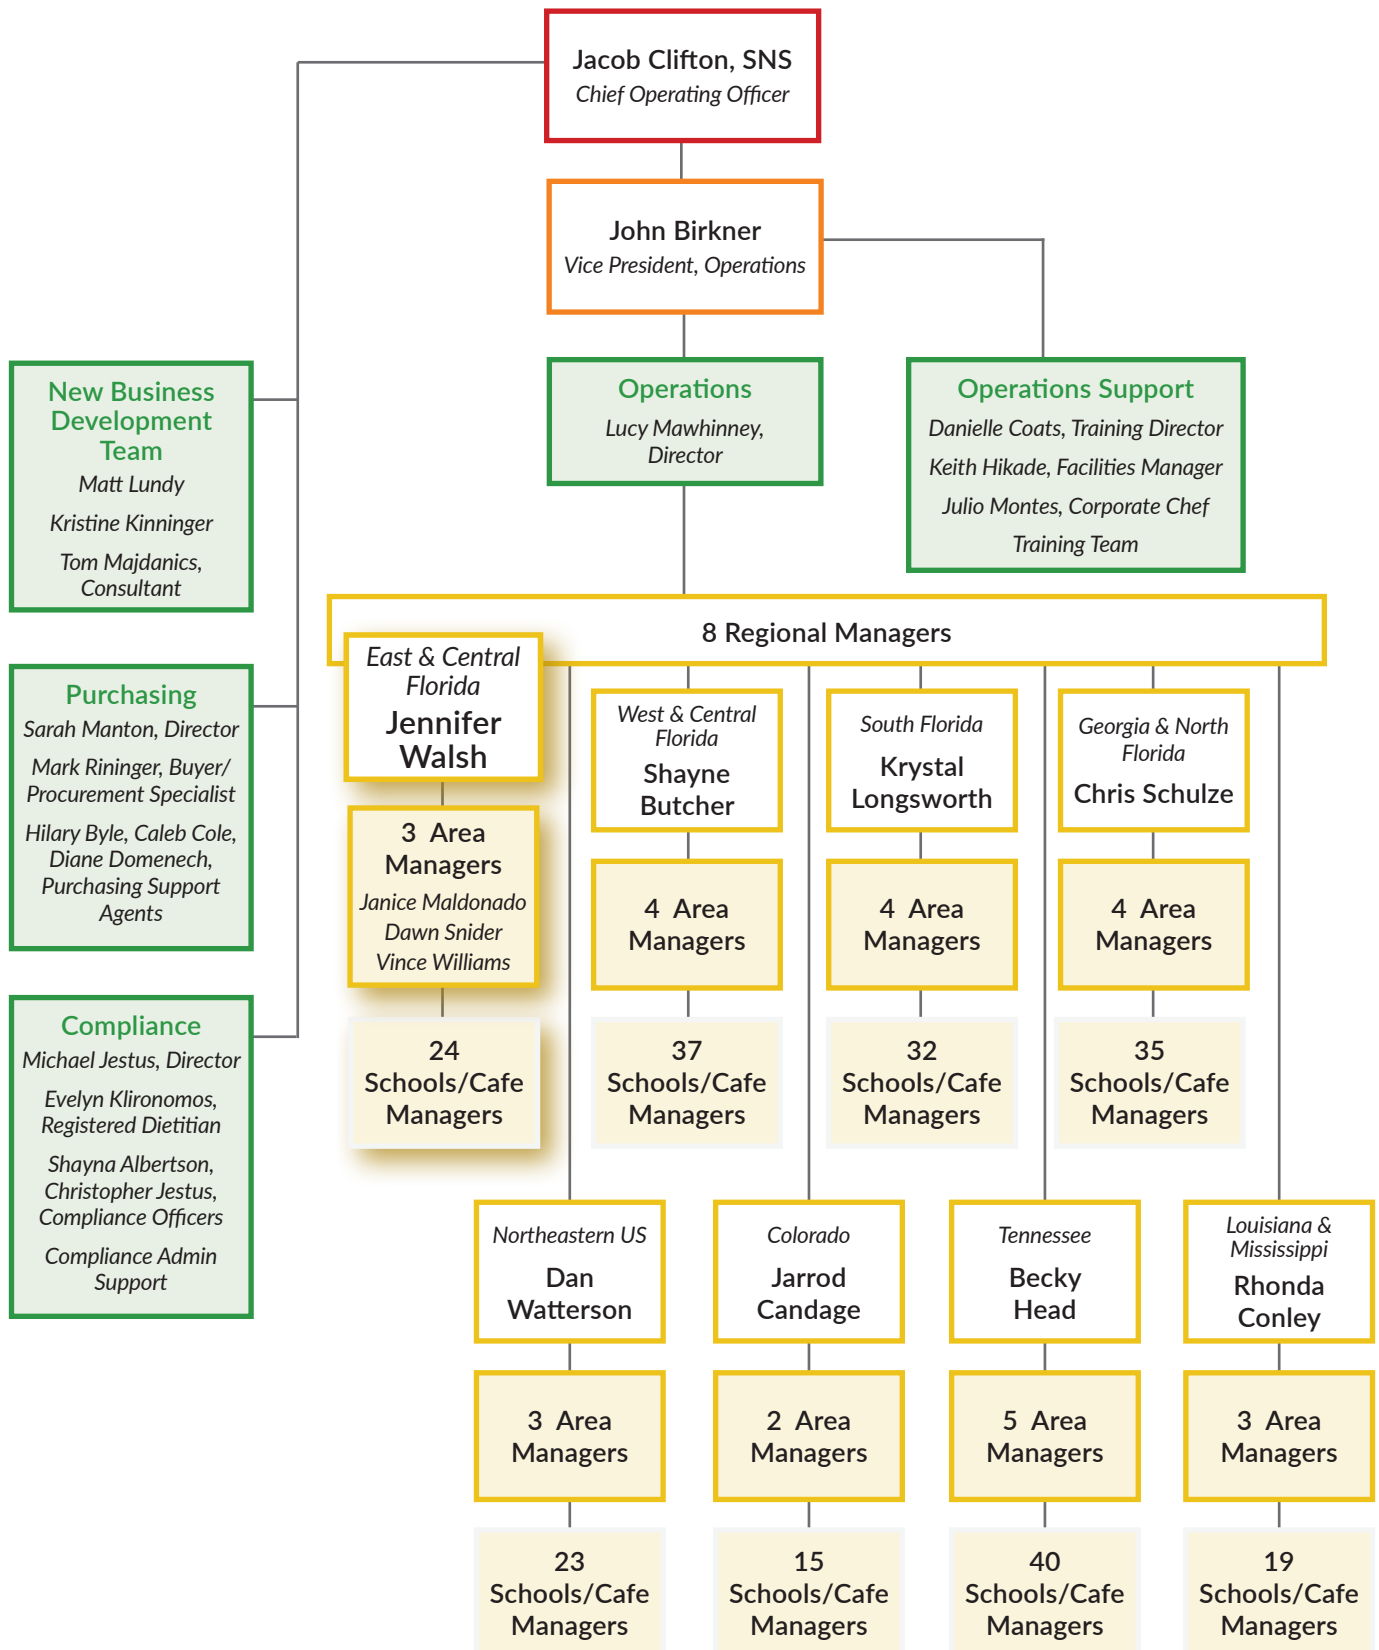 Jacob Clifton, SNS
Chief Operating Officer
John Birkner
Vice President, Operations
New Business
Development
Team
Matt Lundy
Kristine Kinninger
Tom Majdanics,
Consultant
Operations
Lucy Mawhinney,
Director
Operations Support
Danielle Coats, Training Director
Keith Hikade, Facilities Manager
Julio Montes, Corporate Chef
Training Team
Purchasing
Sarah Manton, Director
Mark Rininger, Buyer/
Procurement Specialist
Hilary Byle, Caleb Cole,
Diane Domenech,
Purchasing Support
Agents
Compliance
Michael Jestus, Director
Evelyn Klironomos,
Registered Dietitian
Shayna Albertson,
Christopher Jestus,
Compliance Officers
Compliance Admin
Support
8 Regional Managers
East & Central
Florida
Jennifer
Walsh
3 Area
Managers
Janice Maldonado
Dawn Snider
Vince Williams
24
Schools/Cafe
Managers
West & Central
Florida
Shayne
Butcher
4 Area
Managers
37
Schools/Cafe
Managers
South Florida
Krystal
Longsworth
4 Area
Managers
32
Schools/Cafe
Managers
Georgia & North
Florida
Chris Schulze
4 Area
Managers
35
Schools/Cafe
Managers
Northeastern US
Dan
Watterson
3 Area
Managers
23
Schools/Cafe
Managers
Colorado
Jarrod
Candage
2 Area
Managers
15
Schools/Cafe
Managers
Tennessee
Becky
Head
5 Area
Managers
40
Schools/Cafe
Managers
Louisiana &
Mississippi
Rhonda
Conley
3 Area
Managers
19
Schools/Cafe
Managers